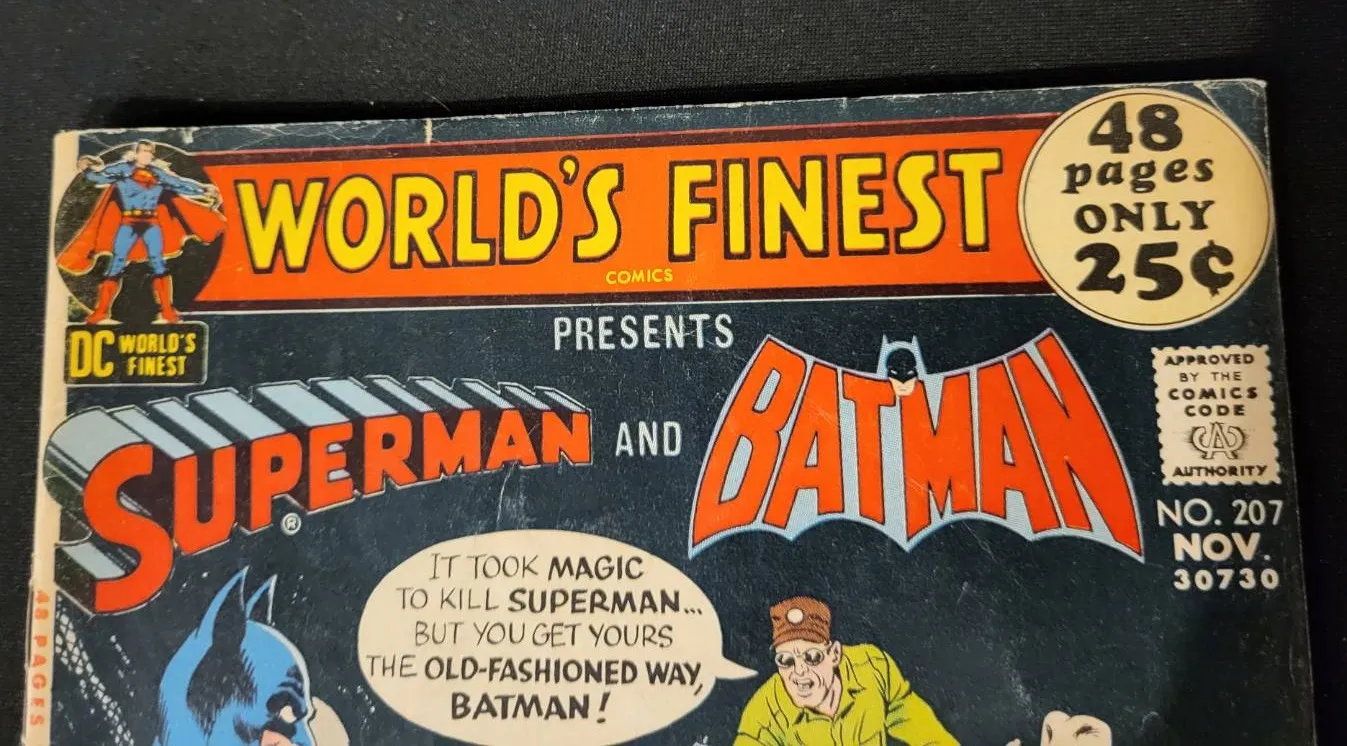 WORLD'S FINEST
COMICS
48
pages
ONLY
25¢
DC WORLD'S
FINEST
PRESENTS
SUPERMAN
®
AND
BATMAN
APPROVED
BY THE
COMICS
CODE
CA
AUTHORITY
NO. 207
NOV.
30730
IT TOOK MAGIC
TO KILL SUPERMAN...
BUT YOU GET YOURS
THE OLD-FASHIONED WAY,
BATMAN!
48 PAGES